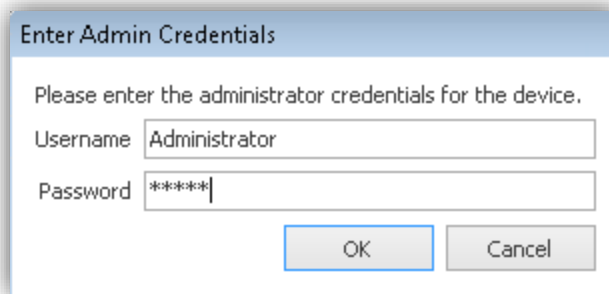 Enter Admin Credentials
Please enter the administrator credentials for the device.
Username Administrator
Password *****
OK Cancel